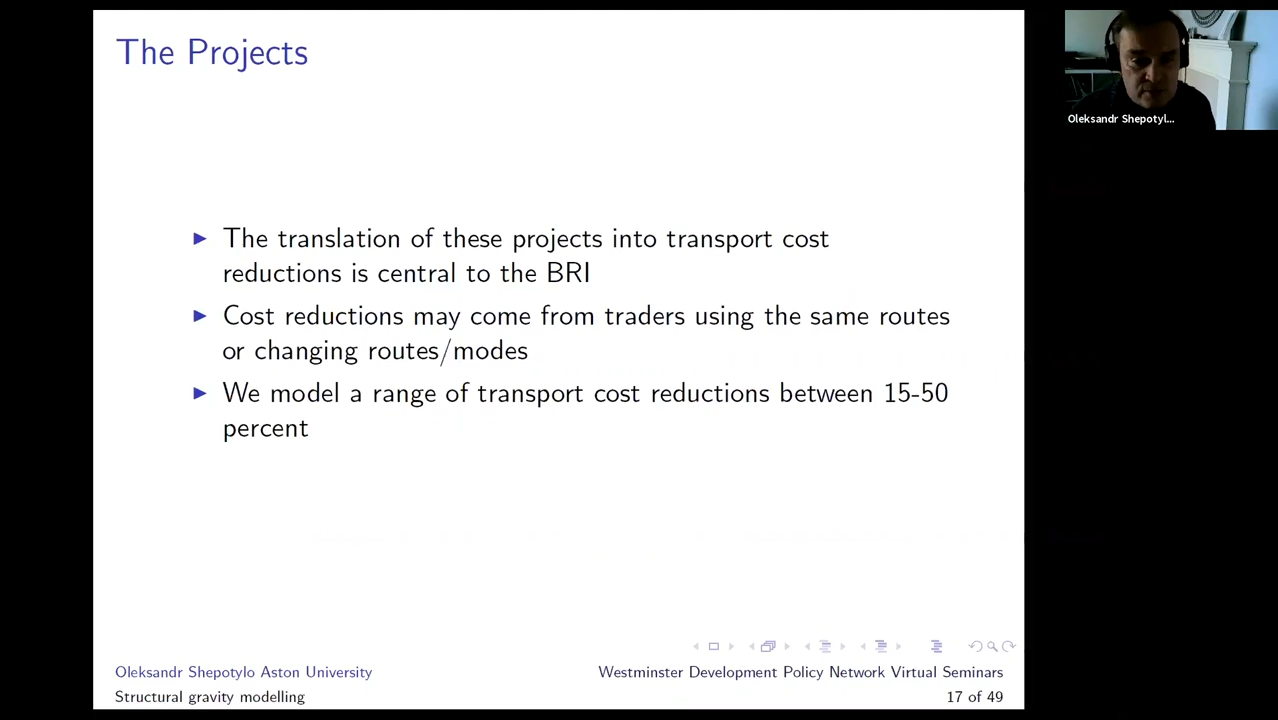 The Projects
Oleksandr Shepotyl...
▶ The translation of these projects into transport cost
reductions is central to the BRI
▶ Cost reductions may come from traders using the same routes
or changing routes/modes
▶ We model a range of transport cost reductions between 15-50
percent
Oleksandr Shepotylo Aston University
Westminster Development Policy Network Virtual Seminars
Structural gravity modelling
17 of 49